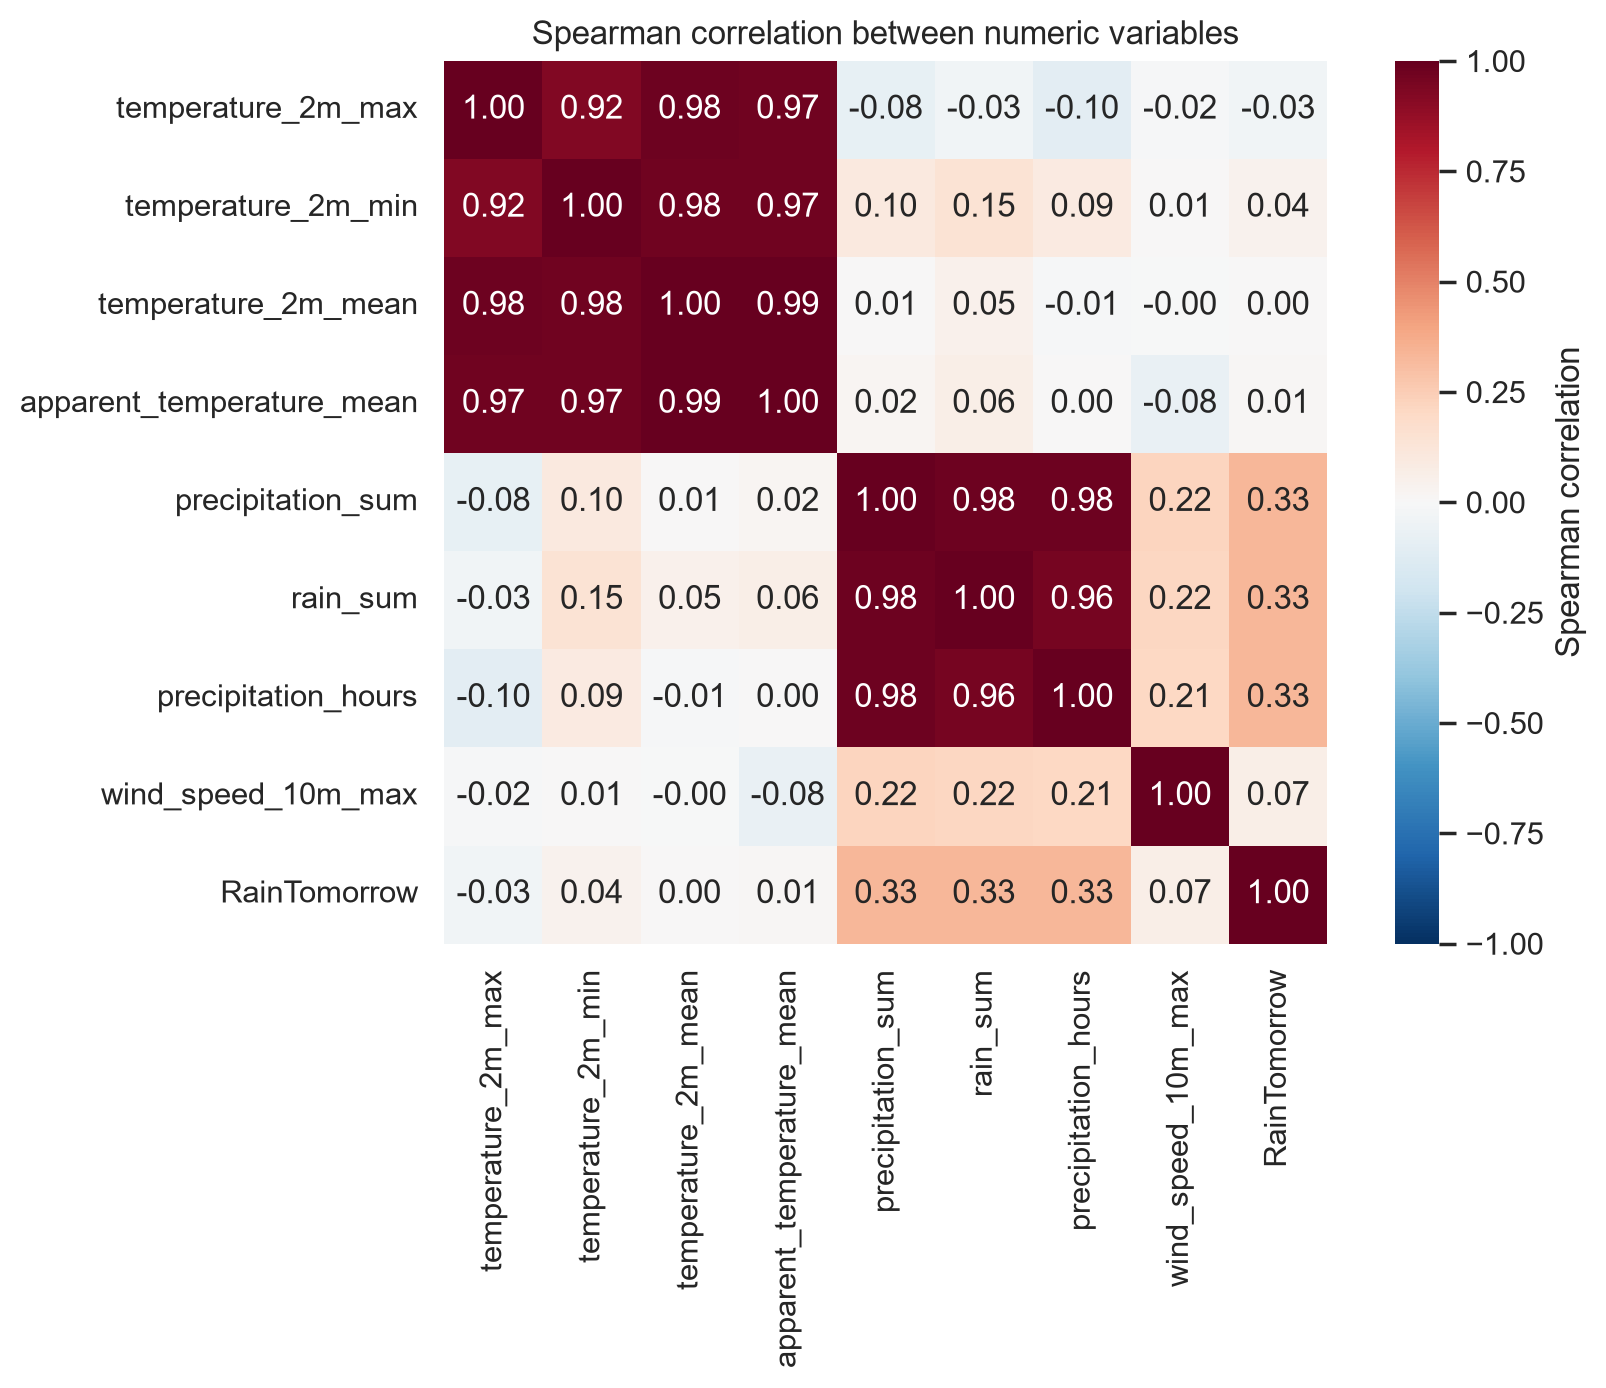 Spearman correlation between numeric variables
temperature_2m_max 1.00 0.92 0.98 0.97 -0.08 -0.03 -0.10 -0.02 -0.03
temperature_2m_min 0.92 1.00 0.98 0.97 0.10 0.15 0.09 0.01 0.04
temperature_2m_mean 0.98 0.98 1.00 0.99 0.01 0.05 -0.01 -0.00 0.00
apparent_temperature_mean 0.97 0.97 0.99 1.00 0.02 0.06 0.00 -0.08 0.01
precipitation_sum -0.08 0.10 0.01 0.02 1.00 0.98 0.98 0.22 0.33
rain_sum -0.03 0.15 0.05 0.06 0.98 1.00 0.96 0.22 0.33
precipitation_hours -0.10 0.09 -0.01 0.00 0.98 0.96 1.00 0.21 0.33
wind_speed_10m_max -0.02 0.01 -0.00 -0.08 0.22 0.22 0.21 1.00 0.07
RainTomorrow -0.03 0.04 0.00 0.01 0.33 0.33 0.33 0.07 1.00
temperature_2m_max
temperature_2m_min
temperature_2m_mean
apparent_temperature_mean
precipitation_sum
rain_sum
precipitation_hours
wind_speed_10m_max
RainTomorrow
1.00
0.75
0.50
0.25
0.00
−0.25
−0.50
−0.75
−1.00
Spearman correlation